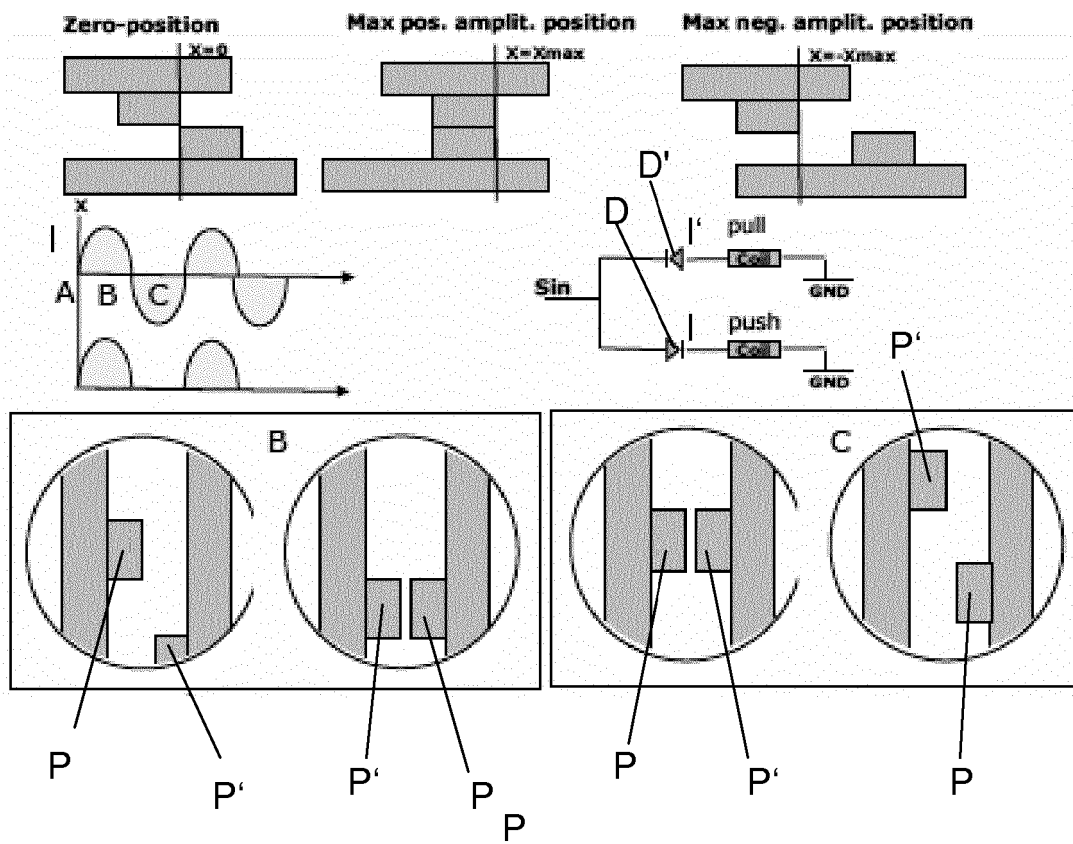 Zero-position
Max pos. amplit. position
Max neg. amplit. position
X=0
X=Xmax
X=-Xmax
x
I
A
B
C
D'
D
I‘
pull
Coil
GND
Sin
I
push
Coil
GND
P‘
B
C
P
P‘
P‘
P
P
P
P‘
P